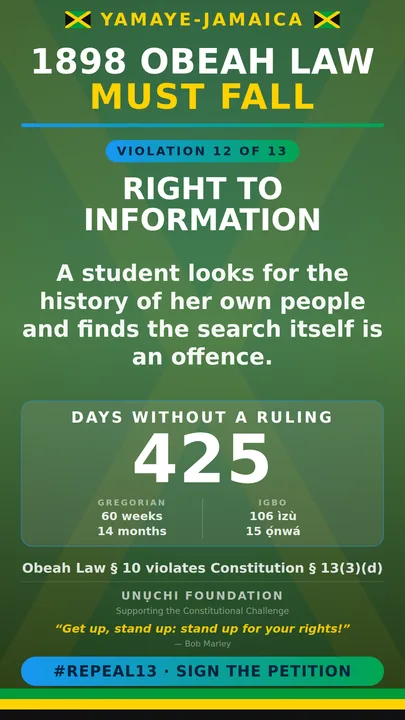 YAMAYE-JAMAICA
1898 OBEAH LAW
MUST FALL
VIOLATION 12 OF 13
RIGHT TO
INFORMATION
A student looks for the
history of her own people
and finds the search itself is
an offence.
DAYS WITHOUT A RULING
425
GREGORIAN
60 weeks
14 months
IGBO
106 ìzù
15 ọ́nwá
Obeah Law § 10 violates Constitution § 13(3)(d)
UNỤCHI FOUNDATION
Supporting the Constitutional Challenge
“Get up, stand up: stand up for your rights!”
— Bob Marley
#REPEAL13 · SIGN THE PETITION